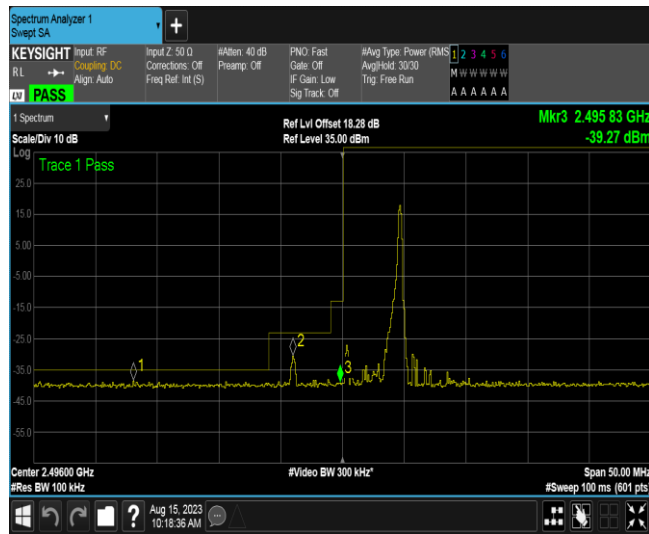 Spectrum Analyzer 1
Swept SA
KEYSIGHT
RL
LXI PASS
Input: RF
Coupling: DC
Align: Auto
Input Z: 50 Ω
Corrections: Off
Freq Ref: Int (S)
#Atten: 40 dB
Preamp: Off
PNO: Fast
Gate: Off
IF Gain: Low
Sig Track: Off
#Avg Type: Power (RMS
Avg|Hold: 30/30
Trig: Free Run
1 2 3 4 5 6
M W W W W W
A A A A A A
1 Spectrum
Scale/Div 10 dB
Ref Lvl Offset 18.28 dB
Ref Level 35.00 dBm
Mkr3 2.495 83 GHz
-39.27 dBm
Log
Trace 1 Pass
25.0
15.0
5.00
-5.00
-15.0
-25.0
-35.0
-45.0
-55.0
1
2
3
Center 2.49600 GHz
#Res BW 100 kHz
#Video BW 300 kHz*
Span 50.00 MHz
#Sweep 100 ms (601 pts
?
Aug 15, 2023
10:18:36 AM